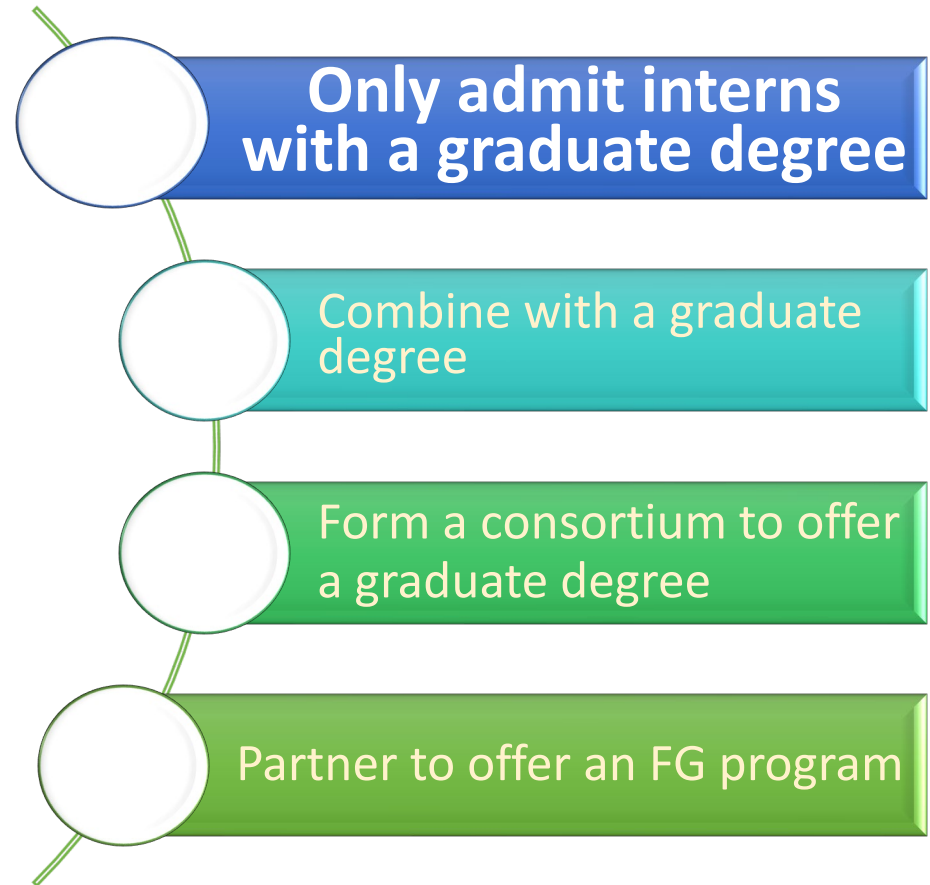 Only admit interns
with a graduate degree
Combine with a graduate
degree
Form a consortium to offer
a graduate degree
Partner to offer an FG program